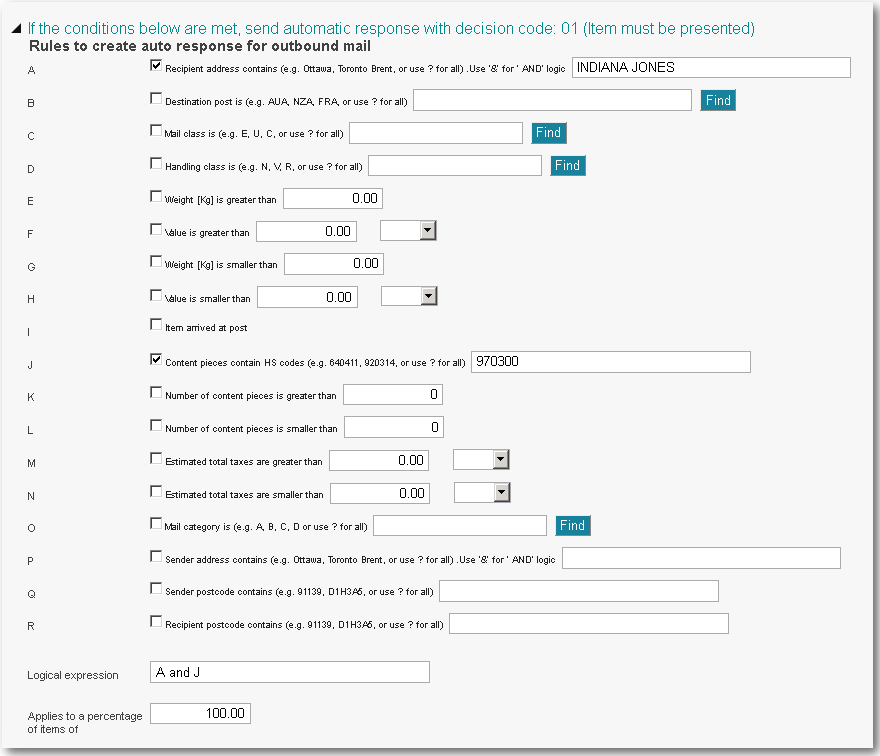 If the conditions below are met, send automatic response with decision code: 01 (Item must be presented)
Rules to create auto response for outbound mail
A Recipient address contains (e.g. Ottawa, Toronto Brent, or use ? for all) .Use '&' for ' AND' logic INDIANA JONES
B Destination post is (e.g. AUA, NZA, FRA, or use ? for all) Find
C Mail class is (e.g. E, U, C, or use ? for all) Find
D Handling class is (e.g. N, V, R, or use ? for all) Find
E Weight [Kg] is greater than 0.00
F Value is greater than 0.00
G Weight [Kg] is smaller than 0.00
H Value is smaller than 0.00
I Item arrived at post
J Content pieces contain HS codes (e.g. 640411, 920314, or use ? for all) 970300
K Number of content pieces is greater than 0
L Number of content pieces is smaller than 0
M Estimated total taxes are greater than 0.00
N Estimated total taxes are smaller than 0.00
O Mail category is (e.g. A, B, C, D or use ? for all) Find
P Sender address contains (e.g. Ottawa, Toronto Brent, or use ? for all) .Use '&' for ' AND' logic
Q Sender postcode contains (e.g. 91139, D1H3A5, or use ? for all)
R Recipient postcode contains (e.g. 91139, D1H3A5, or use ? for all)
Logical expression A and J
Applies to a percentage 100.00
of items of